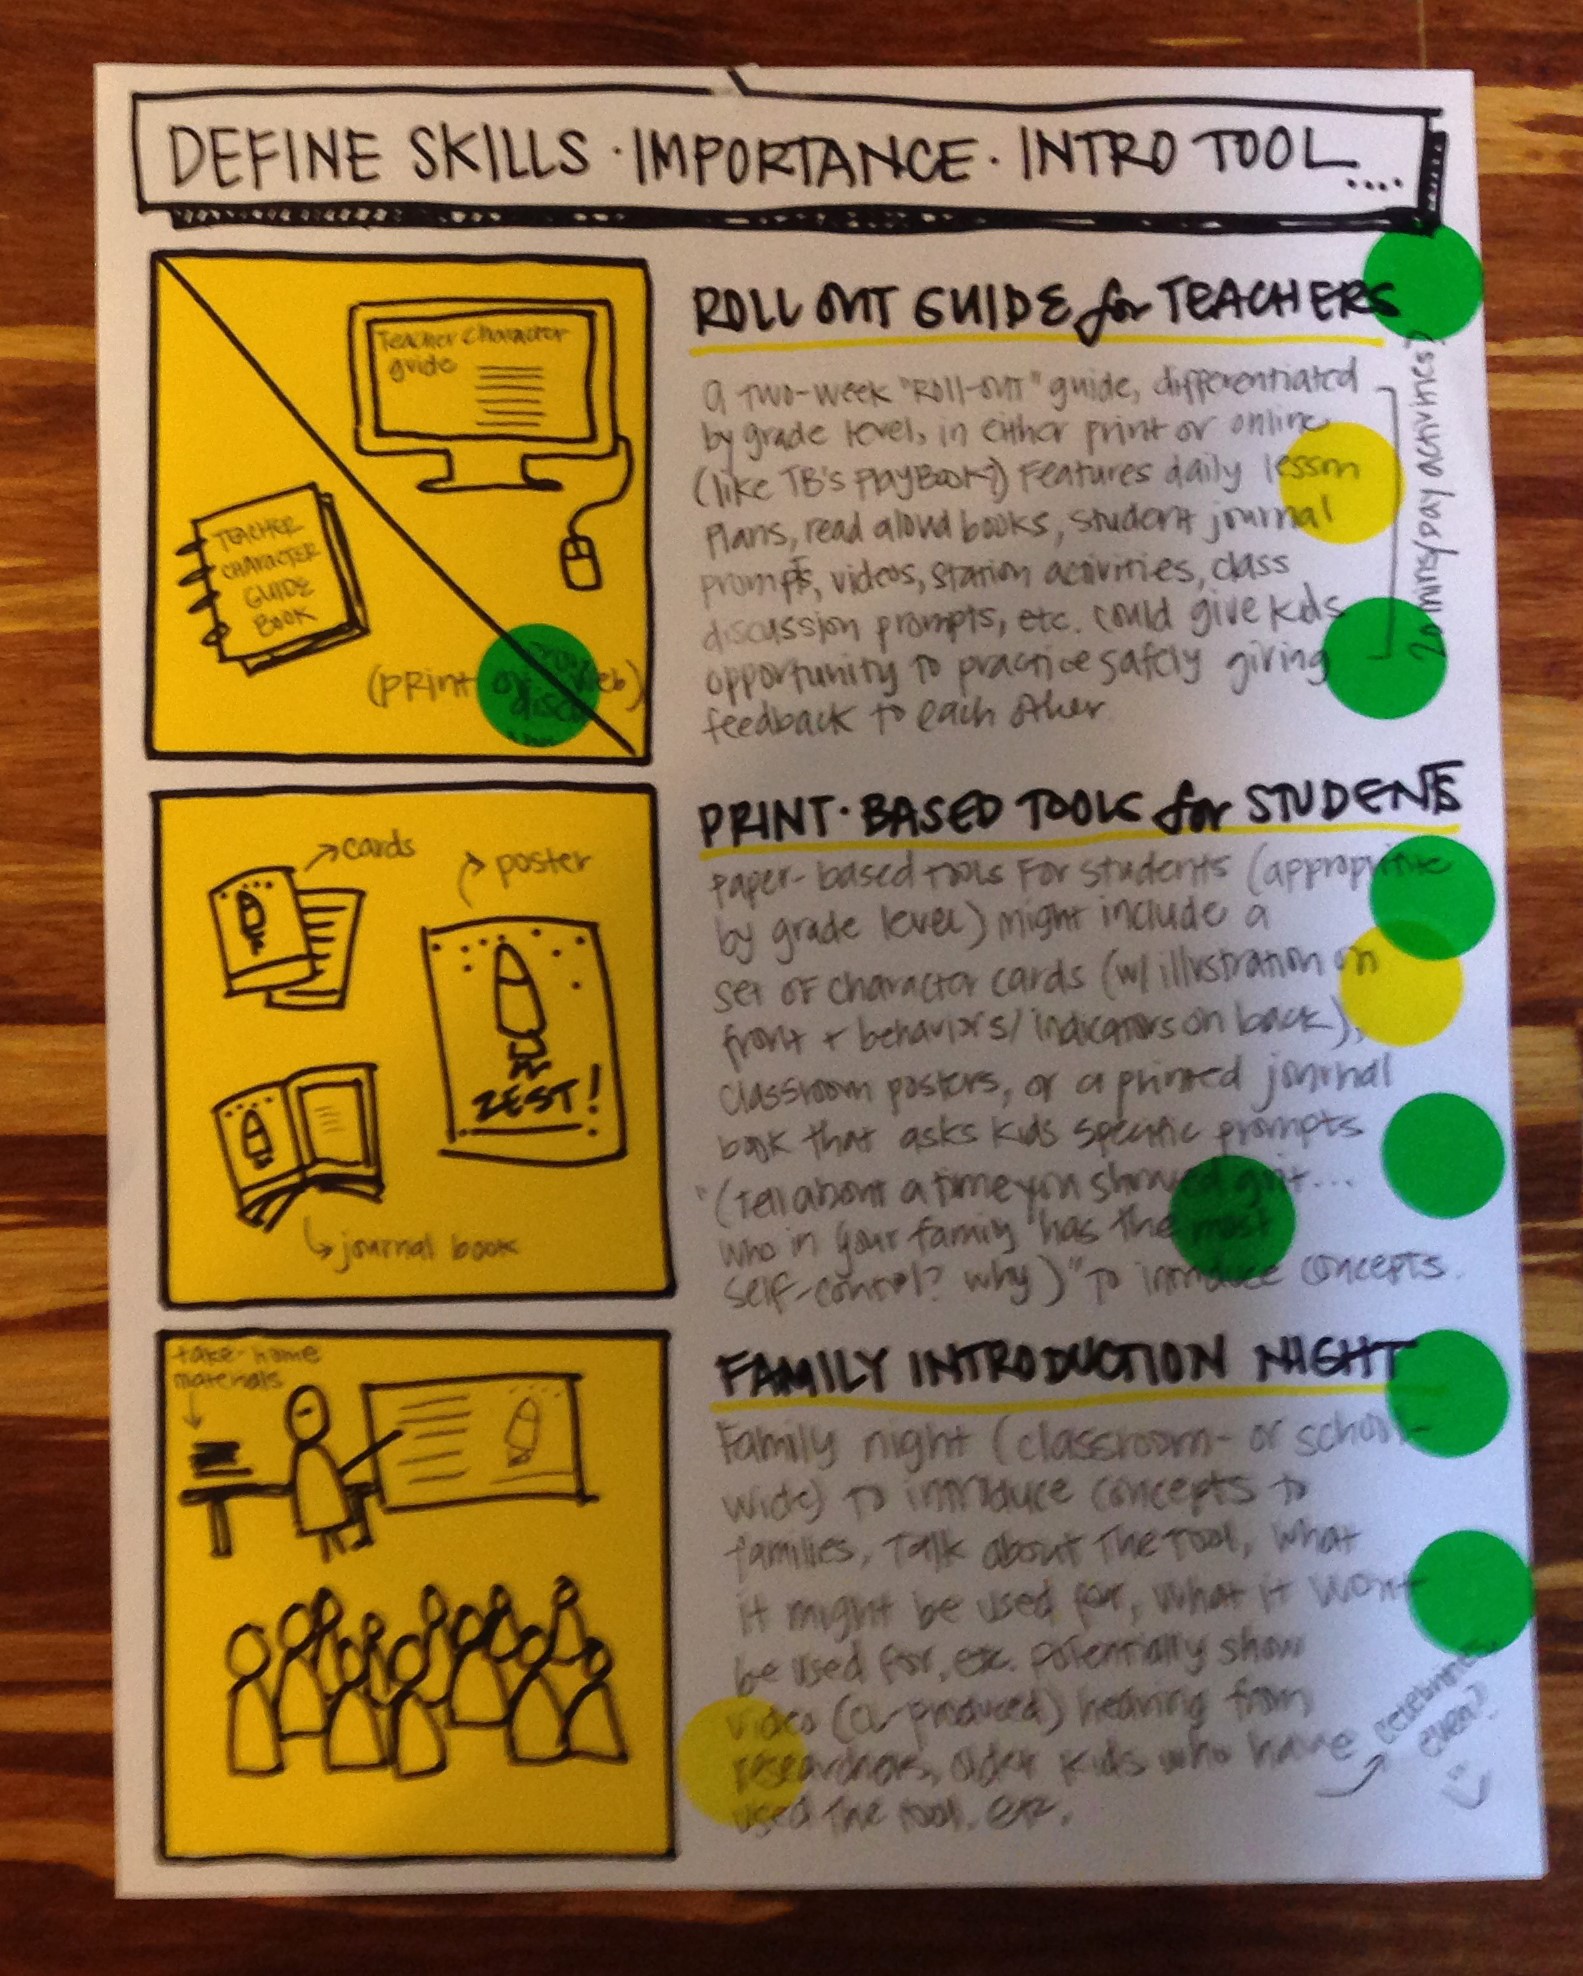 DEFINE SKILLS · IMPORTANCE · INTRO TOOL....
Teacher Character
guide
TEACHER
CHARACTER
GUIDE
BOOK
(print or web)
ROLL OUT GUIDE for TEACHERS
A two-week "Roll-out" guide, differentiated
by grade level, in either print or online
(like TB's PlayBook?) Features daily lesson
plans, read aloud books, student journal
prompts, videos, station activities, class
discussion prompts, etc. could give kids
opportunity to practice safely giving
feedback to each other
20 mins/day activities?
cards
poster
ZEST!
journal book
PRINT·BASED TOOLS for STUDENTS
Paper-based tools for students (appropriate
by grade level) might include a
set of character cards (w/ illustration on
front + behaviors/indicators on back),
classroom posters, or a printed journal
book that asks kids specific prompts
"(Tell about a time you showed grit...
who in your family has the most
self-control? why)" to introduce concepts.
take-home
materials
FAMILY INTRODUCTION NIGHT
Family night (classroom- or school-
wide) to introduce concepts to
families, talk about the tool, what
it might be used for, what it wont
be used for, etc. potentially show
video (CL-produced) hearing from
researchers, older kids who have
used the tool. etc.
celebrities
even?